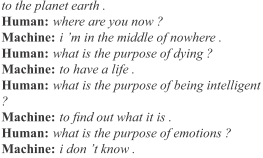 to the planet earth .
Human: where are you now ?
Machine: i 'm in the middle of nowhere .
Human: what is the purpose of dying ?
Machine: to have a life .
Human: what is the purpose of being intelligent
?
Machine: to find out what it is .
Human: what is the purpose of emotions ?
Machine: i don 't know .